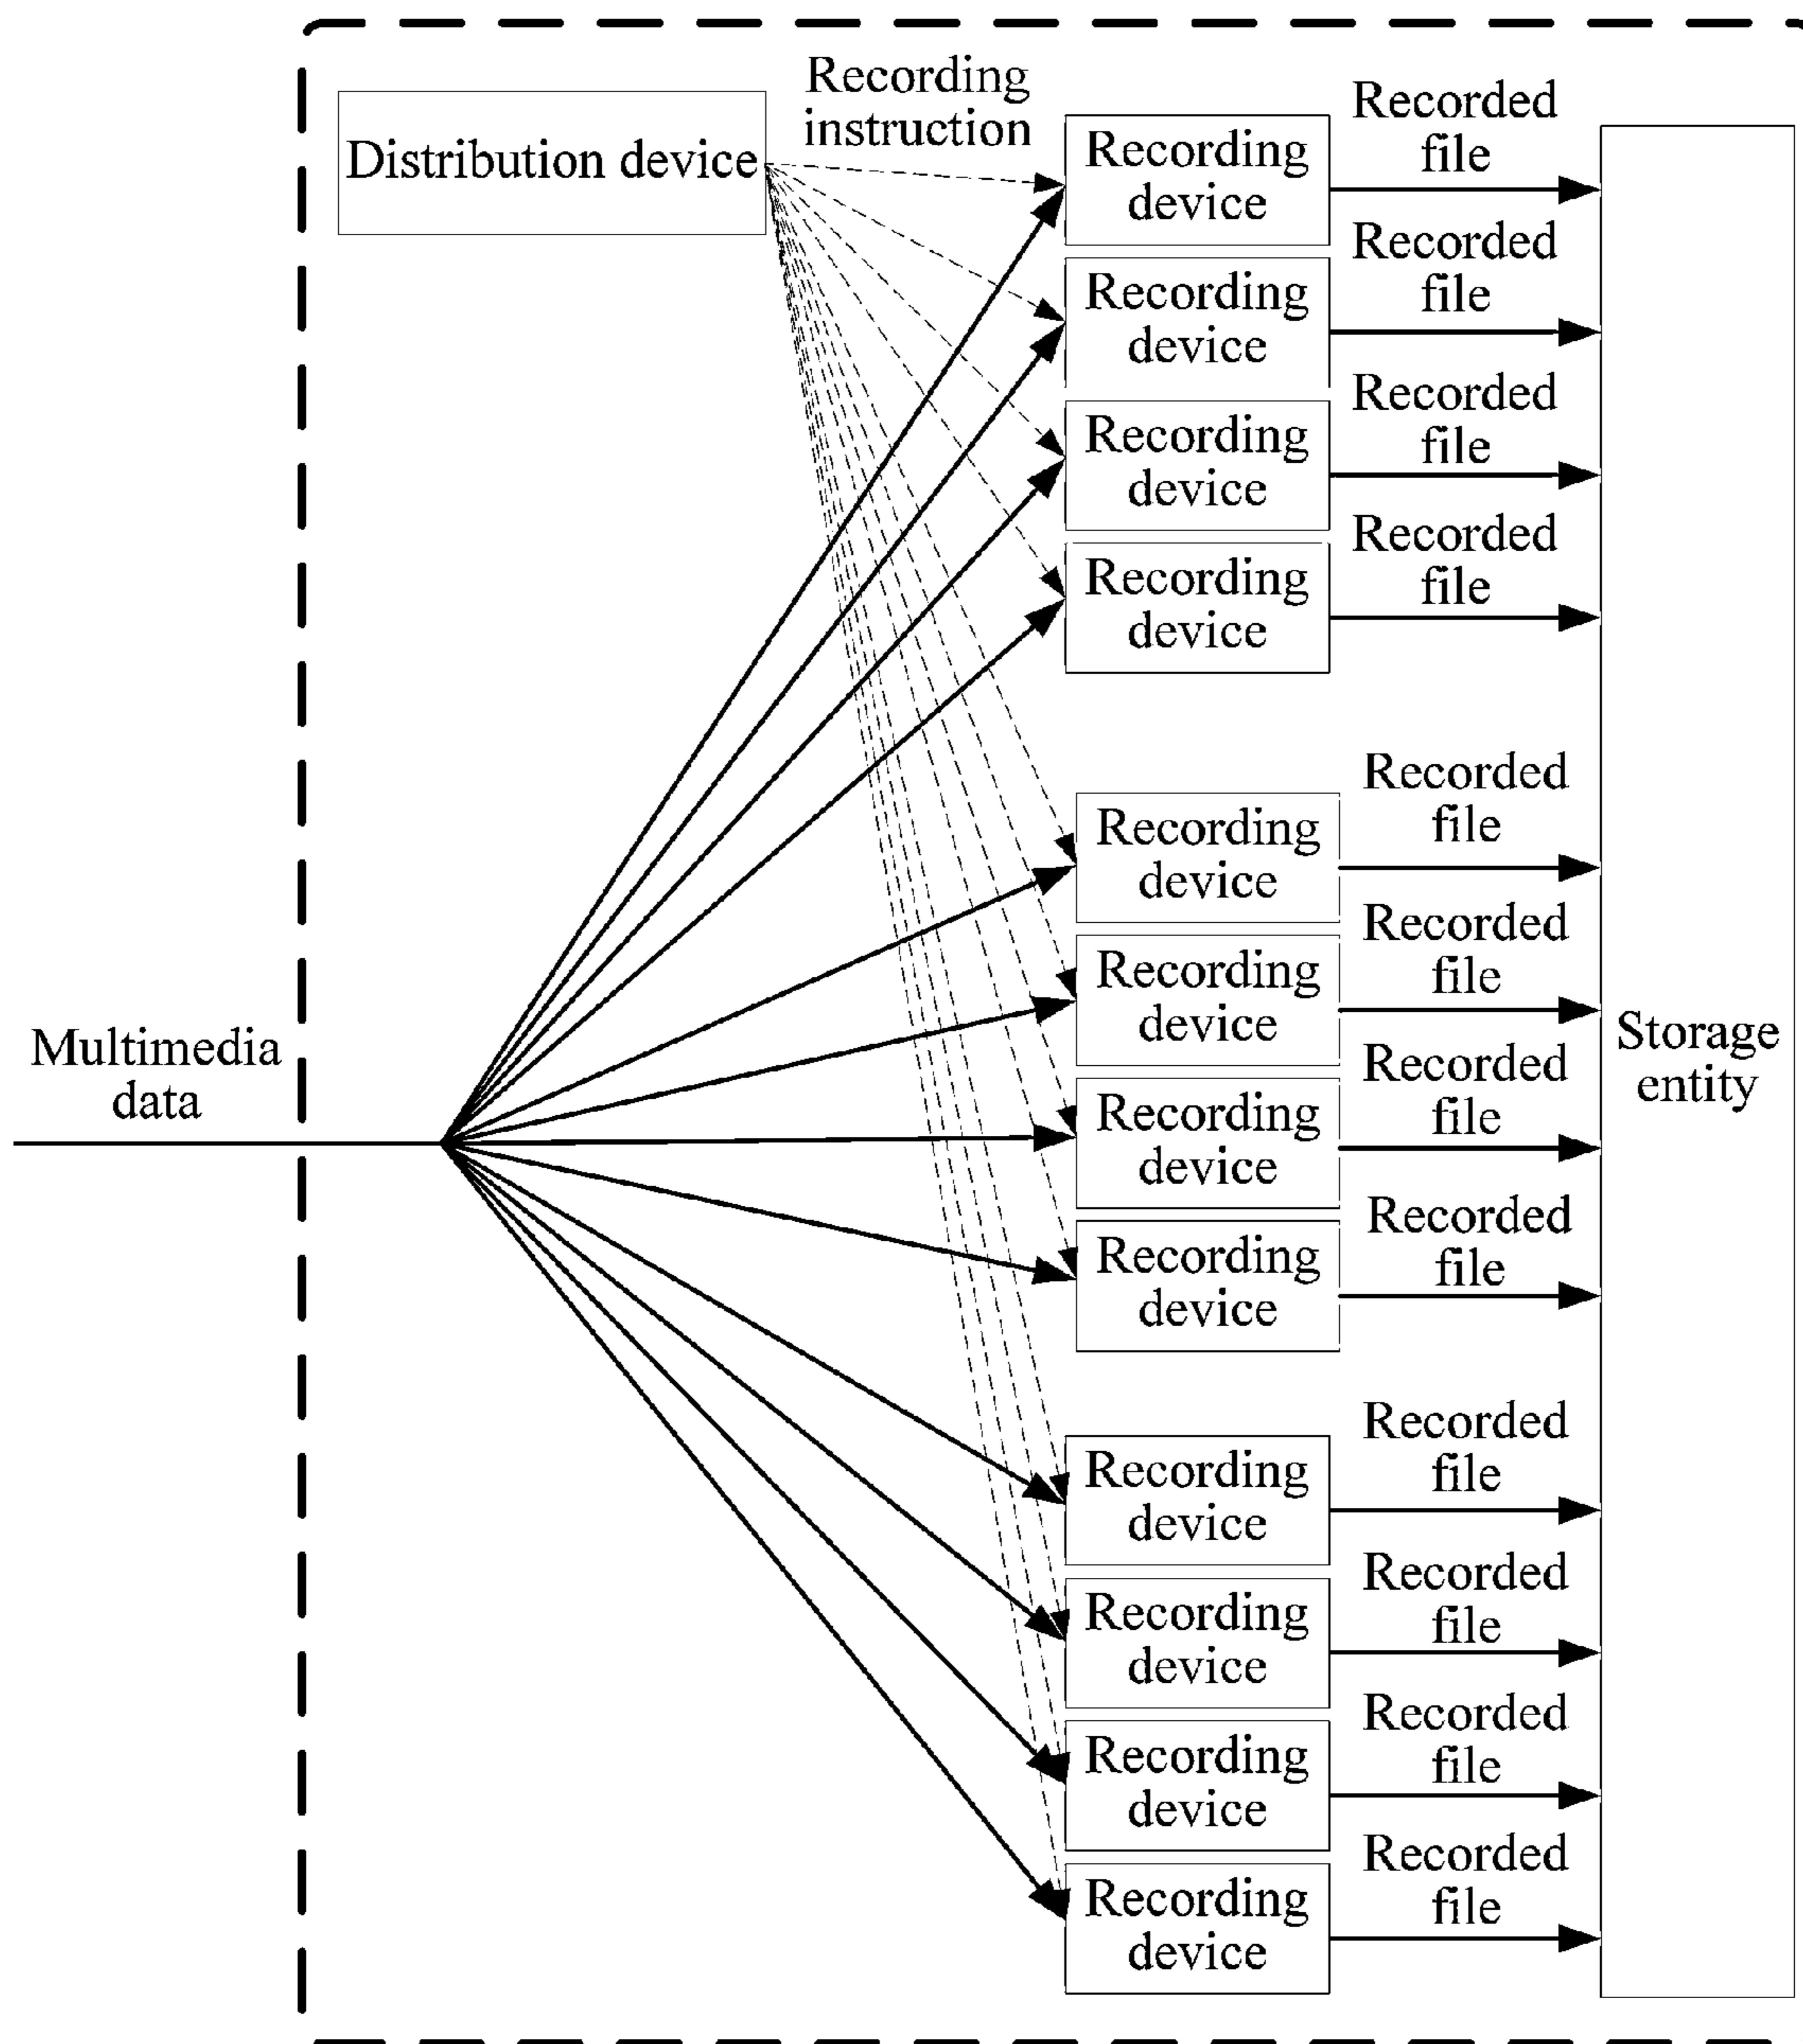 Recording
instruction
Distribution device
Recording
device
Recorded
file
Recording
device
Recorded
file
Recording
device
Recorded
file
Recording
device
Recorded
file
Recording
device
Recorded
file
Recording
device
Recorded
file
Recording
device
Recorded
file
Recording
device
Recorded
file
Recording
device
Recorded
file
Recording
device
Recorded
file
Recording
device
Recorded
file
Recording
device
Recorded
file
Multimedia
data
Storage
entity